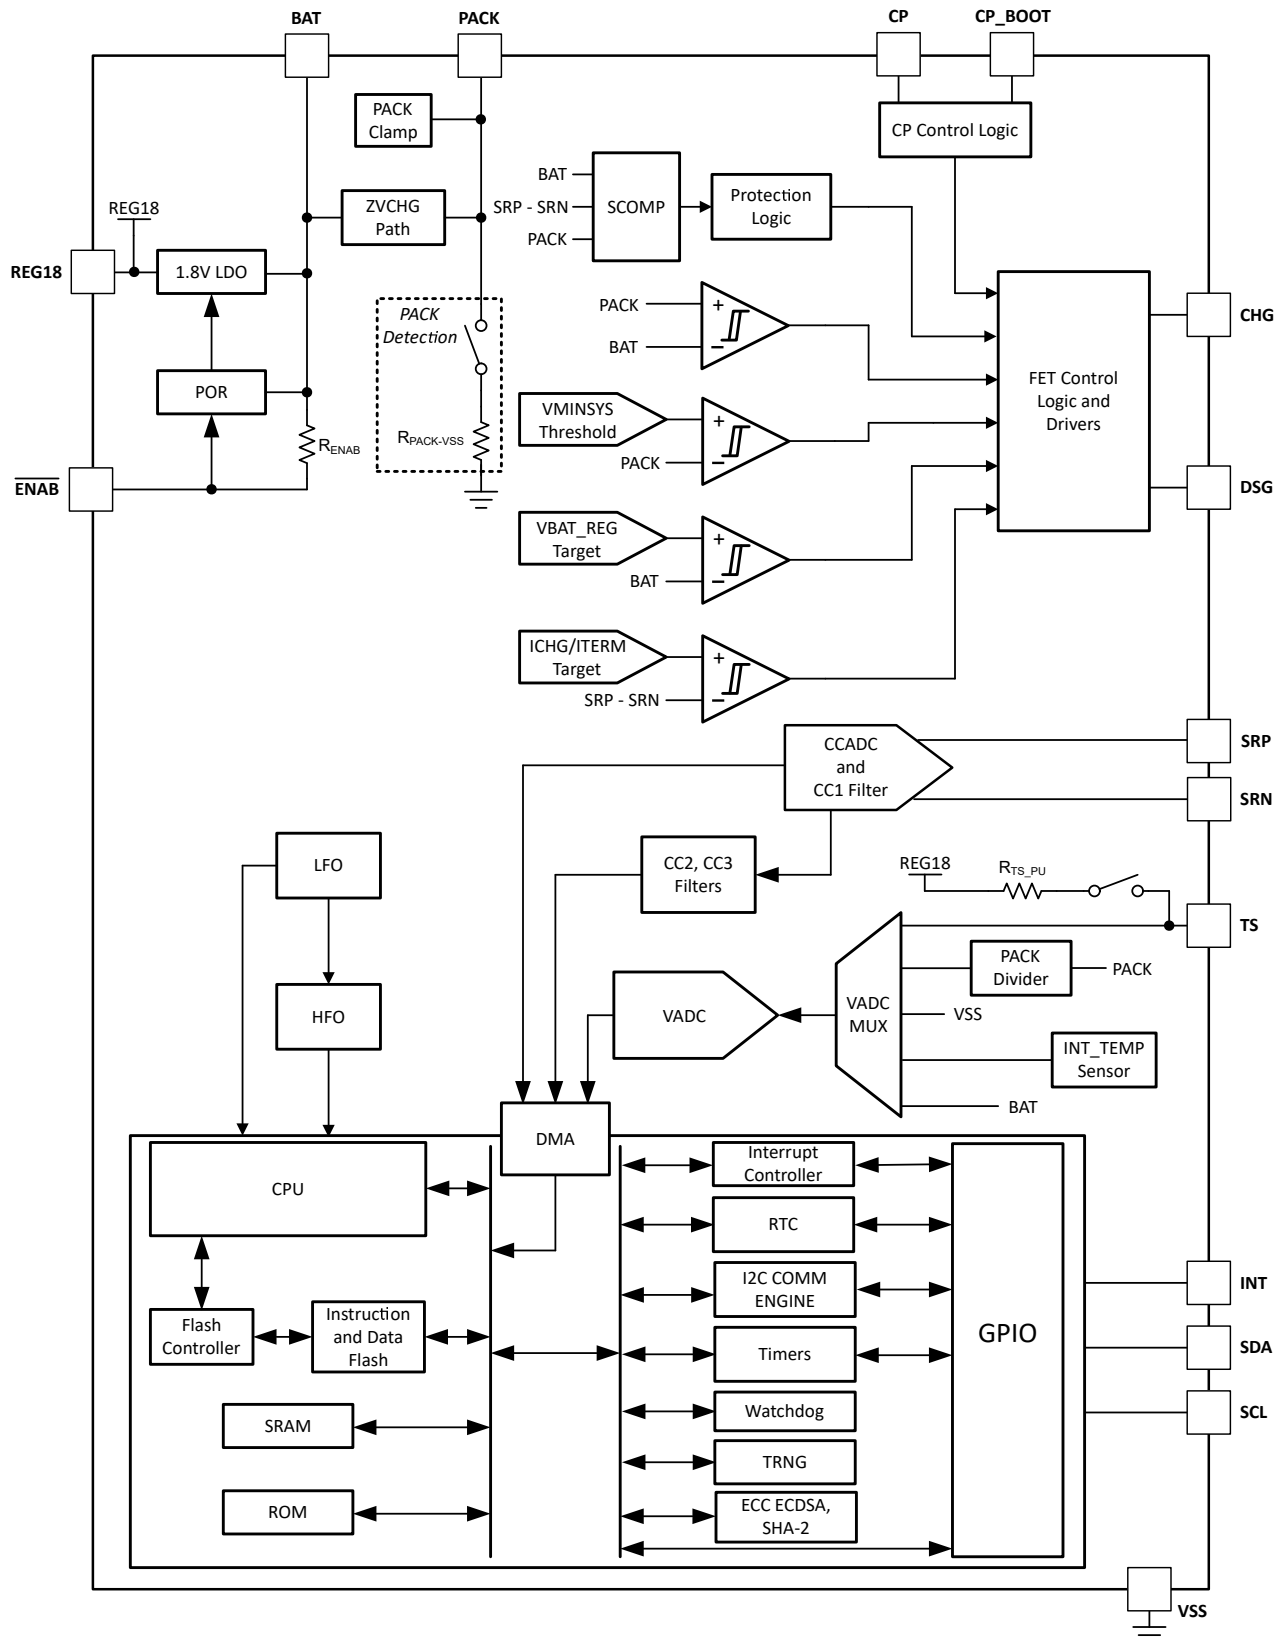 BAT
PACK
CP
CP_BOOT
PACK
Clamp
CP Control Logic
BAT
SRP - SRN
PACK
SCOMP
Protection
Logic
ZVCHG
Path
REG18
REG18
1.8V LDO
PACK
Detection
PACK
BAT
+
−
CHG
FET Control
Logic and
Drivers
POR
VMINSYS
Threshold
+
−
PACK
RENAB
RPACK-VSS
ENAB
DSG
VBAT_REG
Target
+
−
BAT
ICHG/ITERM
Target
+
−
SRP - SRN
CCADC
and
CC1 Filter
SRP
SRN
LFO
CC2, CC3
Filters
REG18
RTS_PU
TS
PACK
Divider
PACK
HFO
VADC
VADC
MUX
VSS
INT_TEMP
Sensor
BAT
DMA
CPU
Interrupt
Controller
RTC
I2C COMM
ENGINE
GPIO
INT
Flash
Controller
Instruction
and Data
Flash
Timers
SDA
SRAM
Watchdog
SCL
TRNG
ROM
ECC ECDSA,
SHA-2
VSS